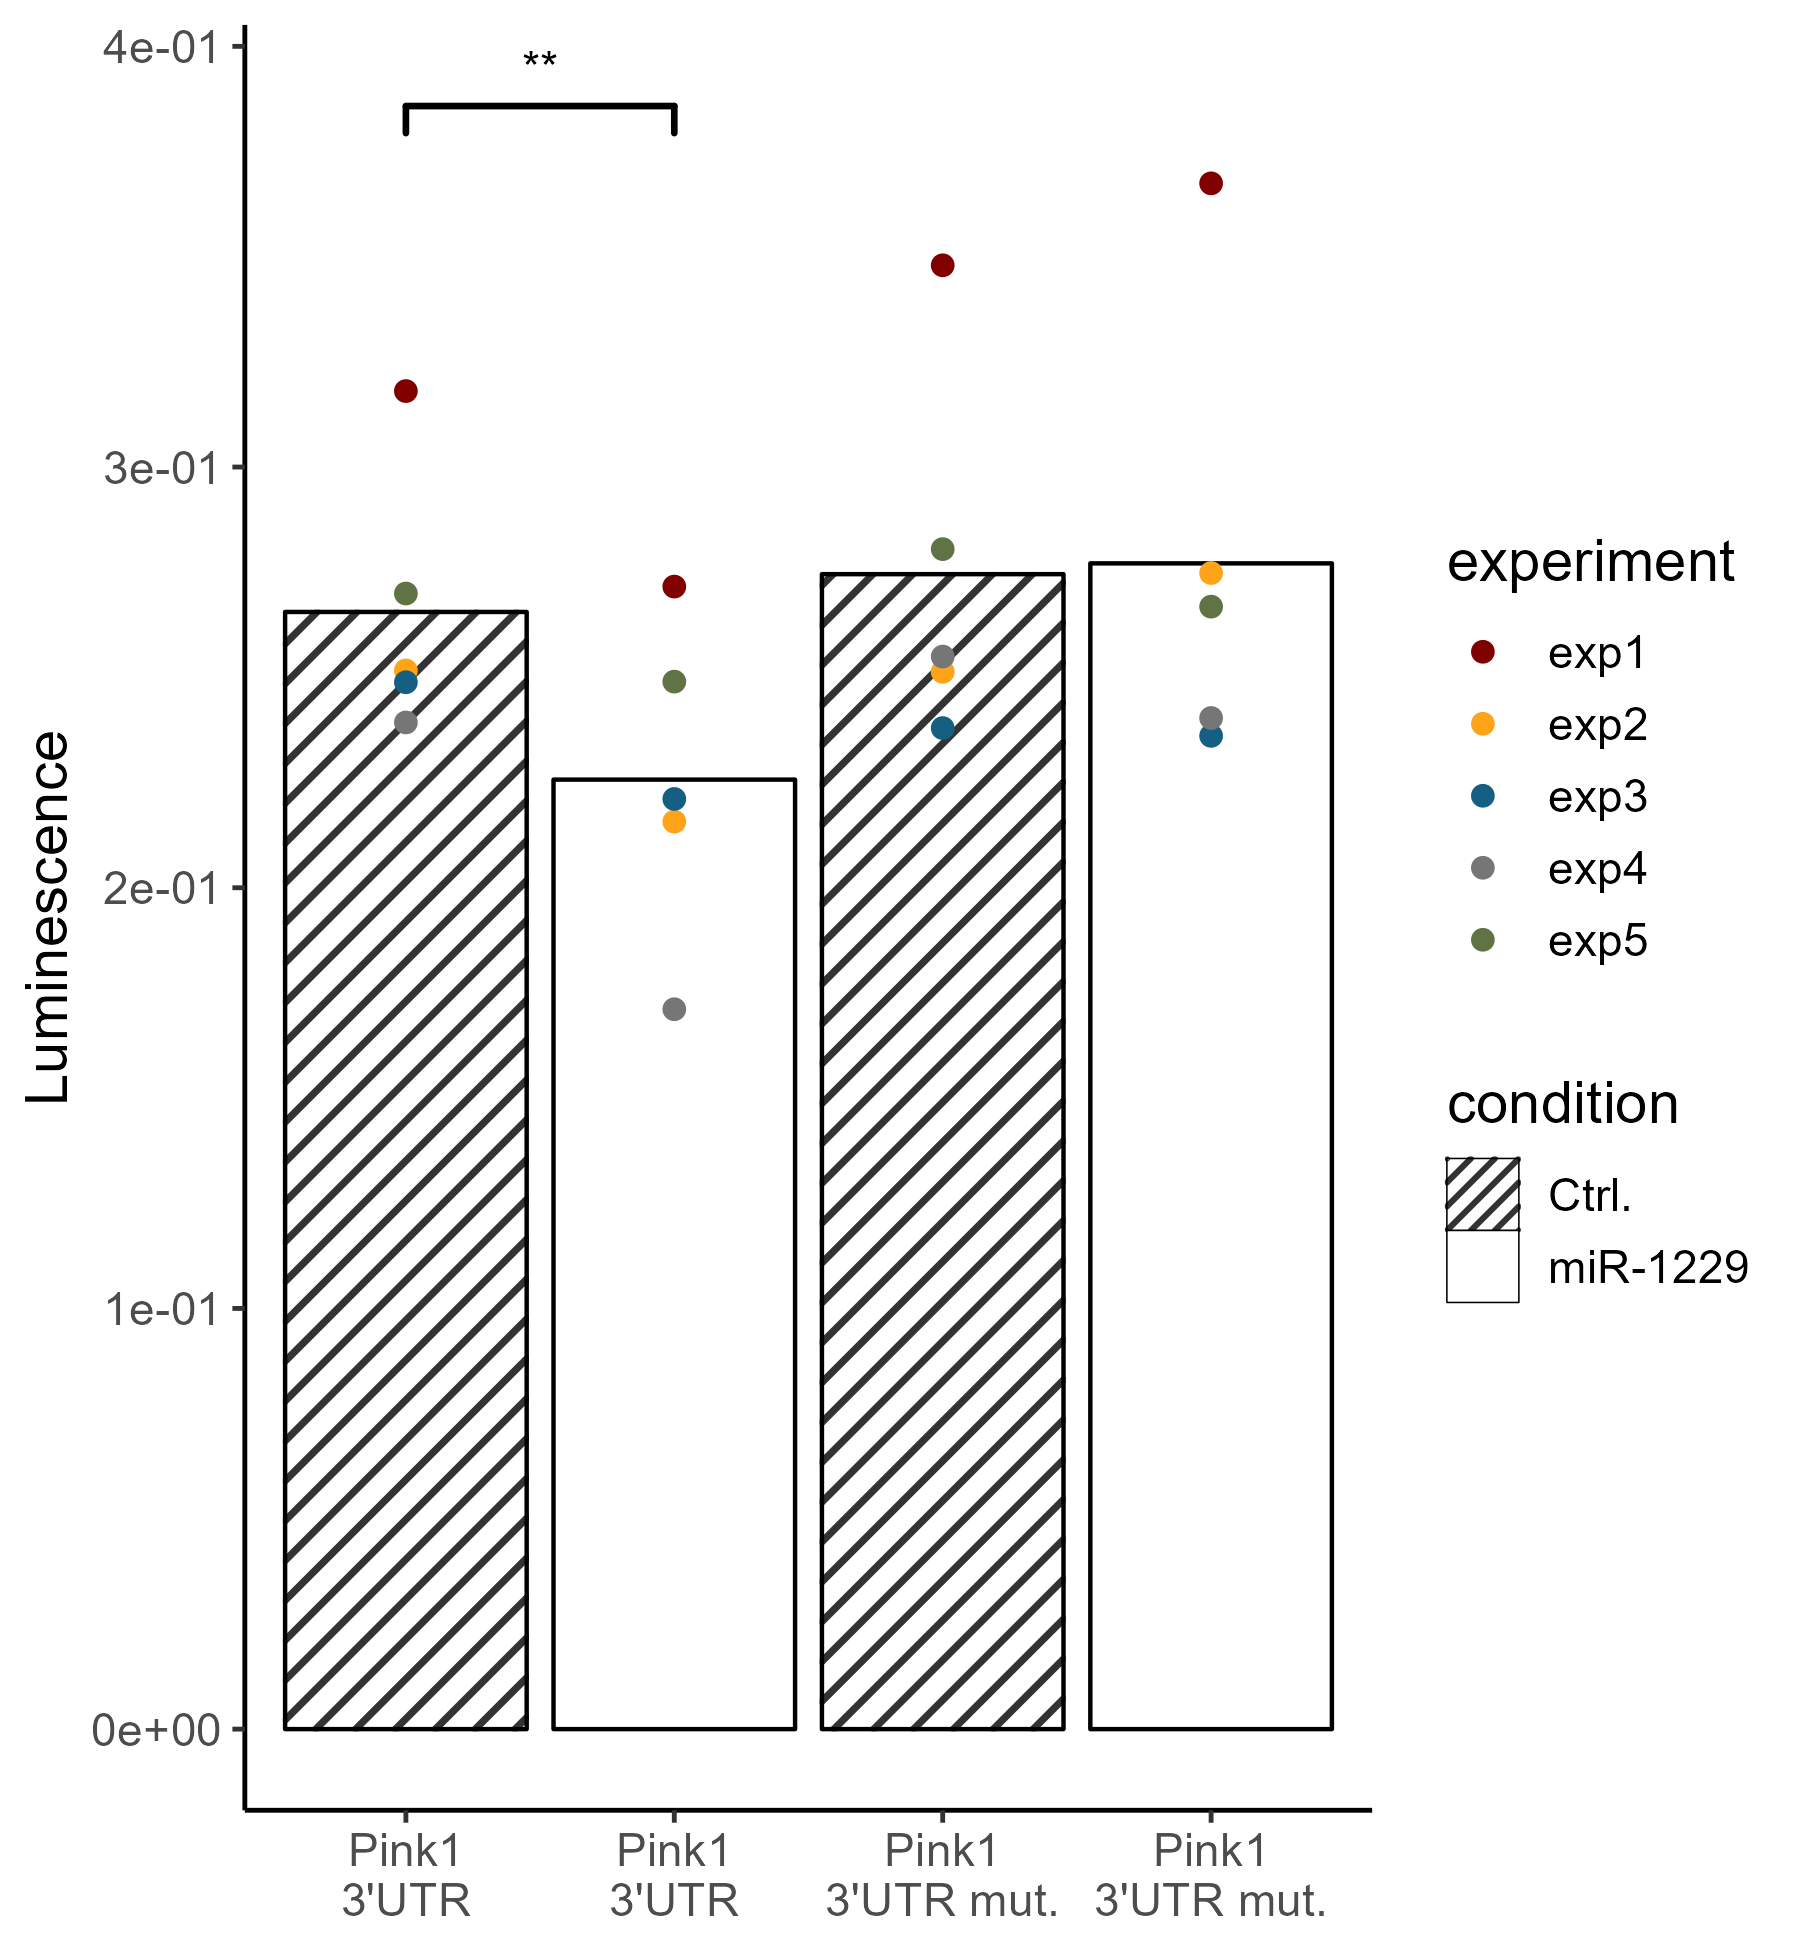 **
4e-01
3e-01
2e-01
1e-01
0e+00
Luminescence
Pink1
3'UTR
Pink1
3'UTR
Pink1
3'UTR mut.
Pink1
3'UTR mut.
experiment
exp1
exp2
exp3
exp4
exp5
condition
Ctrl.
miR-1229